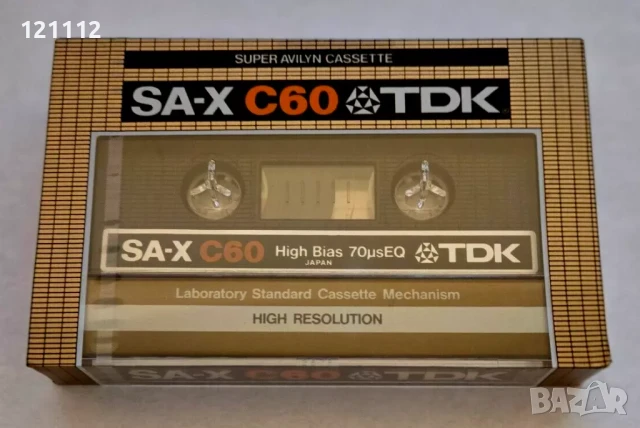 121112
SUPER AVILYN CASSETTE
SA-X C60 TDK
SA-X C60 High Bias 70µsEQ TDK
JAPAN
Laboratory Standard Cassette Mechanism
HIGH RESOLUTION
SA-X C60 TDK
BAZAR